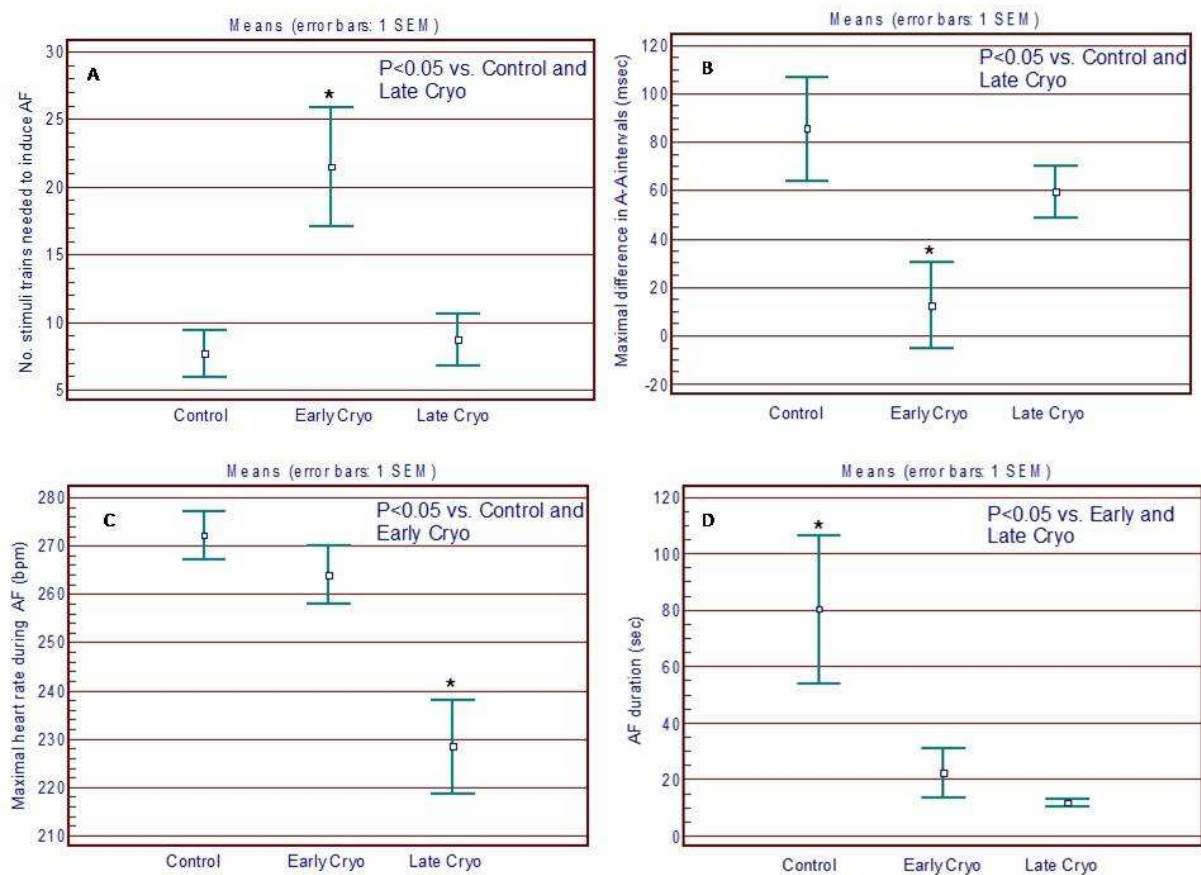 Means (error bars: 1 SEM)
A
P<0.05 vs. Control and
Late Cryo
*
No. stimuli trains needed to induce AF
30
25
20
15
10
5
Control Early Cryo Late Cryo
Means (error bars: 1 SEM)
B
P<0.05 vs. Control and
Late Cryo
*
Maximal difference in A-A intervals (msec)
120
100
80
60
40
20
0
-20
Control Early Cryo Late Cryo
Means (error bars: 1 SEM)
C
P<0.05 vs. Control and
Early Cryo
*
Maximal heart rate during AF (bpm)
280
270
260
250
240
230
220
210
Control Early Cryo Late Cryo
Means (error bars: 1 SEM)
D
P<0.05 vs. Early and
Late Cryo
*
AF duration (sec)
120
100
80
60
40
20
0
Control Early Cryo Late Cryo